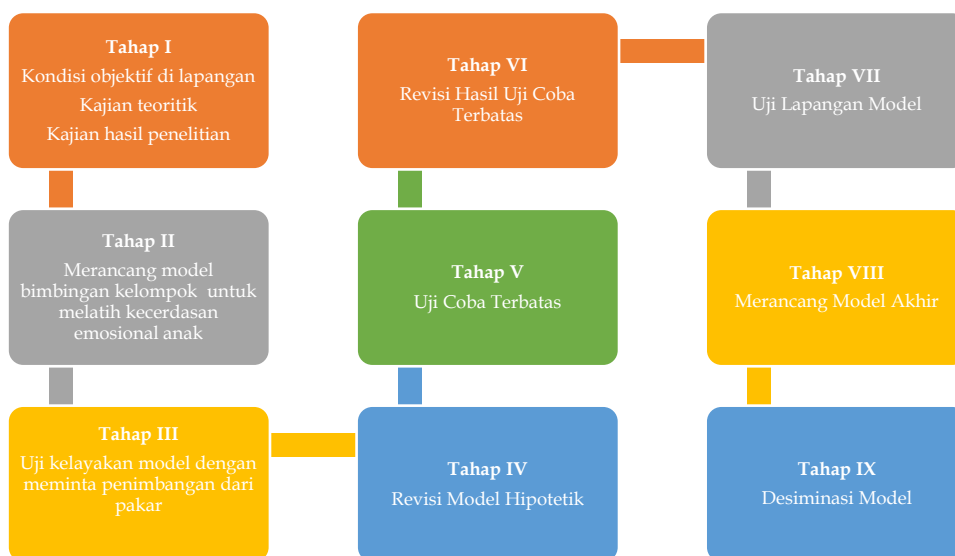 Tahap I
Kondisi objektif di lapangan
Kajian teoritik
Kajian hasil penelitian
Tahap II
Merancang model
bimbingan kelompok untuk
melatih kecerdasan
emosional anak
Tahap III
Uji kelayakan model dengan
meminta penimbangan dari
pakar
Tahap IV
Revisi Model Hipotetik
Tahap V
Uji Coba Terbatas
Tahap VI
Revisi Hasil Uji Coba
Terbatas
Tahap VII
Uji Lapangan Model
Tahap VIII
Merancang Model Akhir
Tahap IX
Desiminasi Model